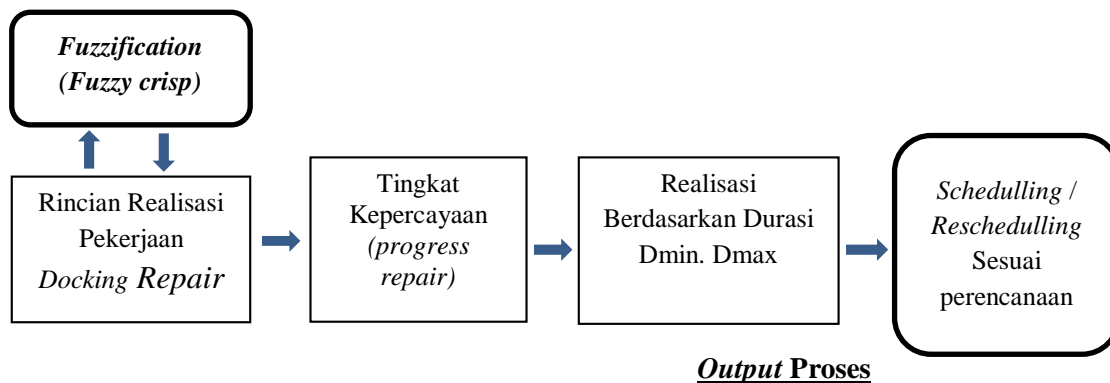 Fuzzification
(Fuzzy crisp)
Rincian Realisasi
Pekerjaan
Docking Repair
Tingkat
Kepercayaan
(progress
repair)
Realisasi
Berdasarkan Durasi
Dmin. Dmax
Schedulling /
Reschedulling
Sesuai
perencanaan
Output Proses